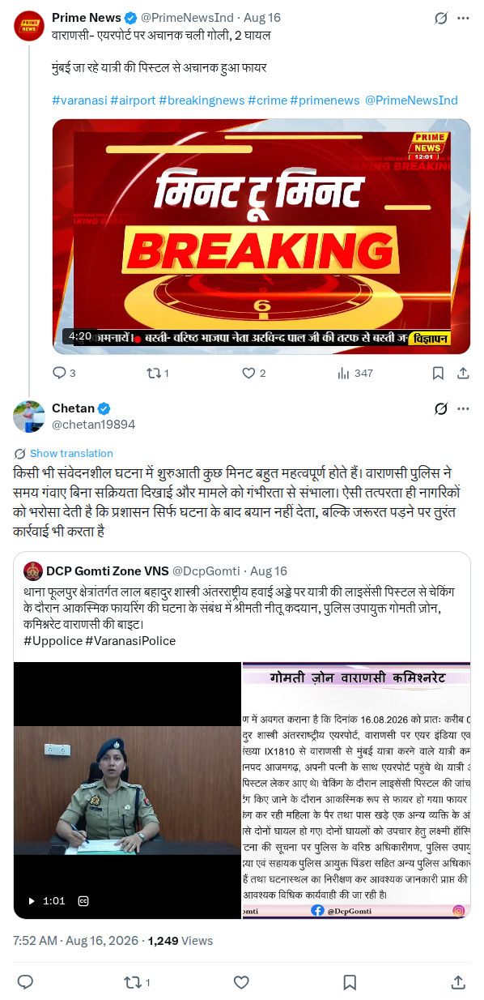 Prime News @PrimeNewsInd · Aug 16
वाराणसी- एयरपोर्ट पर अचानक चली गोली, 2 घायल
मुंबई जा रहे यात्री की पिस्टल से अचानक हुआ फायर
#varanasi #airport #breakingnews #crime #primenews @PrimeNewsInd
PRIME
NEWS
12:01
मिनट टू मिनट
BREAKING
6
4:20
बस्ती- वरिष्ठ भाजपा नेता अरविन्द पाल जी की तरफ से बस्ती विज्ञापन
3 1 2 347
Chetan
@chetan19894
Show translation
किसी भी संवेदनशील घटना में शुरुआती कुछ मिनट बहुत महत्वपूर्ण होते हैं। वाराणसी पुलिस ने
समय गंवाए बिना सक्रियता दिखाई और मामले को गंभीरता से संभाला। ऐसी तत्परता ही नागरिकों
को भरोसा देती है कि प्रशासन सिर्फ घटना के बाद बयान नहीं देता, बल्कि जरूरत पड़ने पर तुरंत
कार्रवाई भी करता है
DCP Gomti Zone VNS @DcpGomti · Aug 16
थाना फूलपुर क्षेत्रांतर्गत लाल बहादुर शास्त्री अंतरराष्ट्रीय हवाई अड्डे पर यात्री की लाइसेंसी पिस्टल से चेकिंग
के दौरान आकस्मिक फायरिंग की घटना के संबंध में श्रीमती नीतू कदयान, पुलिस उपायुक्त गोमती ज़ोन,
कमिश्नरेट वाराणसी की बाइट।
#Uppolice #VaranasiPolice
गोमती ज़ोन वाराणसी कमिश्नरेट
में अवगत कराना है कि दिनांक 16.08.2026 को प्रातः करीब
शास्त्री अंतरराष्ट्रीय एयरपोर्ट, वाराणसी पर एयर इंडिया
IX1810 से वाराणसी से मुंबई यात्रा करने वाले यात्री
आजमगढ़, अपनी पत्नी के साथ एयरपोर्ट पहुंचे थे। यात्री
पिस्टल लेकर आए थे। चेकिंग के दौरान लाइसेंसी पिस्टल की जांच
किए जाने के दौरान आकस्मिक रूप से फायर हो गया। फायर
कर रही महिला के पैर तथा पास खड़े एक अन्य व्यक्ति के
से दोनों घायल हो गए। दोनों घायलों को उपचार हेतु लक्ष्मी
की सूचना पर पुलिस के वरिष्ठ अधिकारीगण, पुलिस
एवं सहायक पुलिस आयुक्त पिंडरा सहित अन्य पुलिस
हैं तथा घटनास्थल का निरीक्षण कर आवश्यक जानकारी प्राप्त की
आवश्यक विधिक कार्यवाही की जा रही है।
@DcpGomti
1:01
CC
7:52 AM · Aug 16, 2026 · 1,249 Views
1